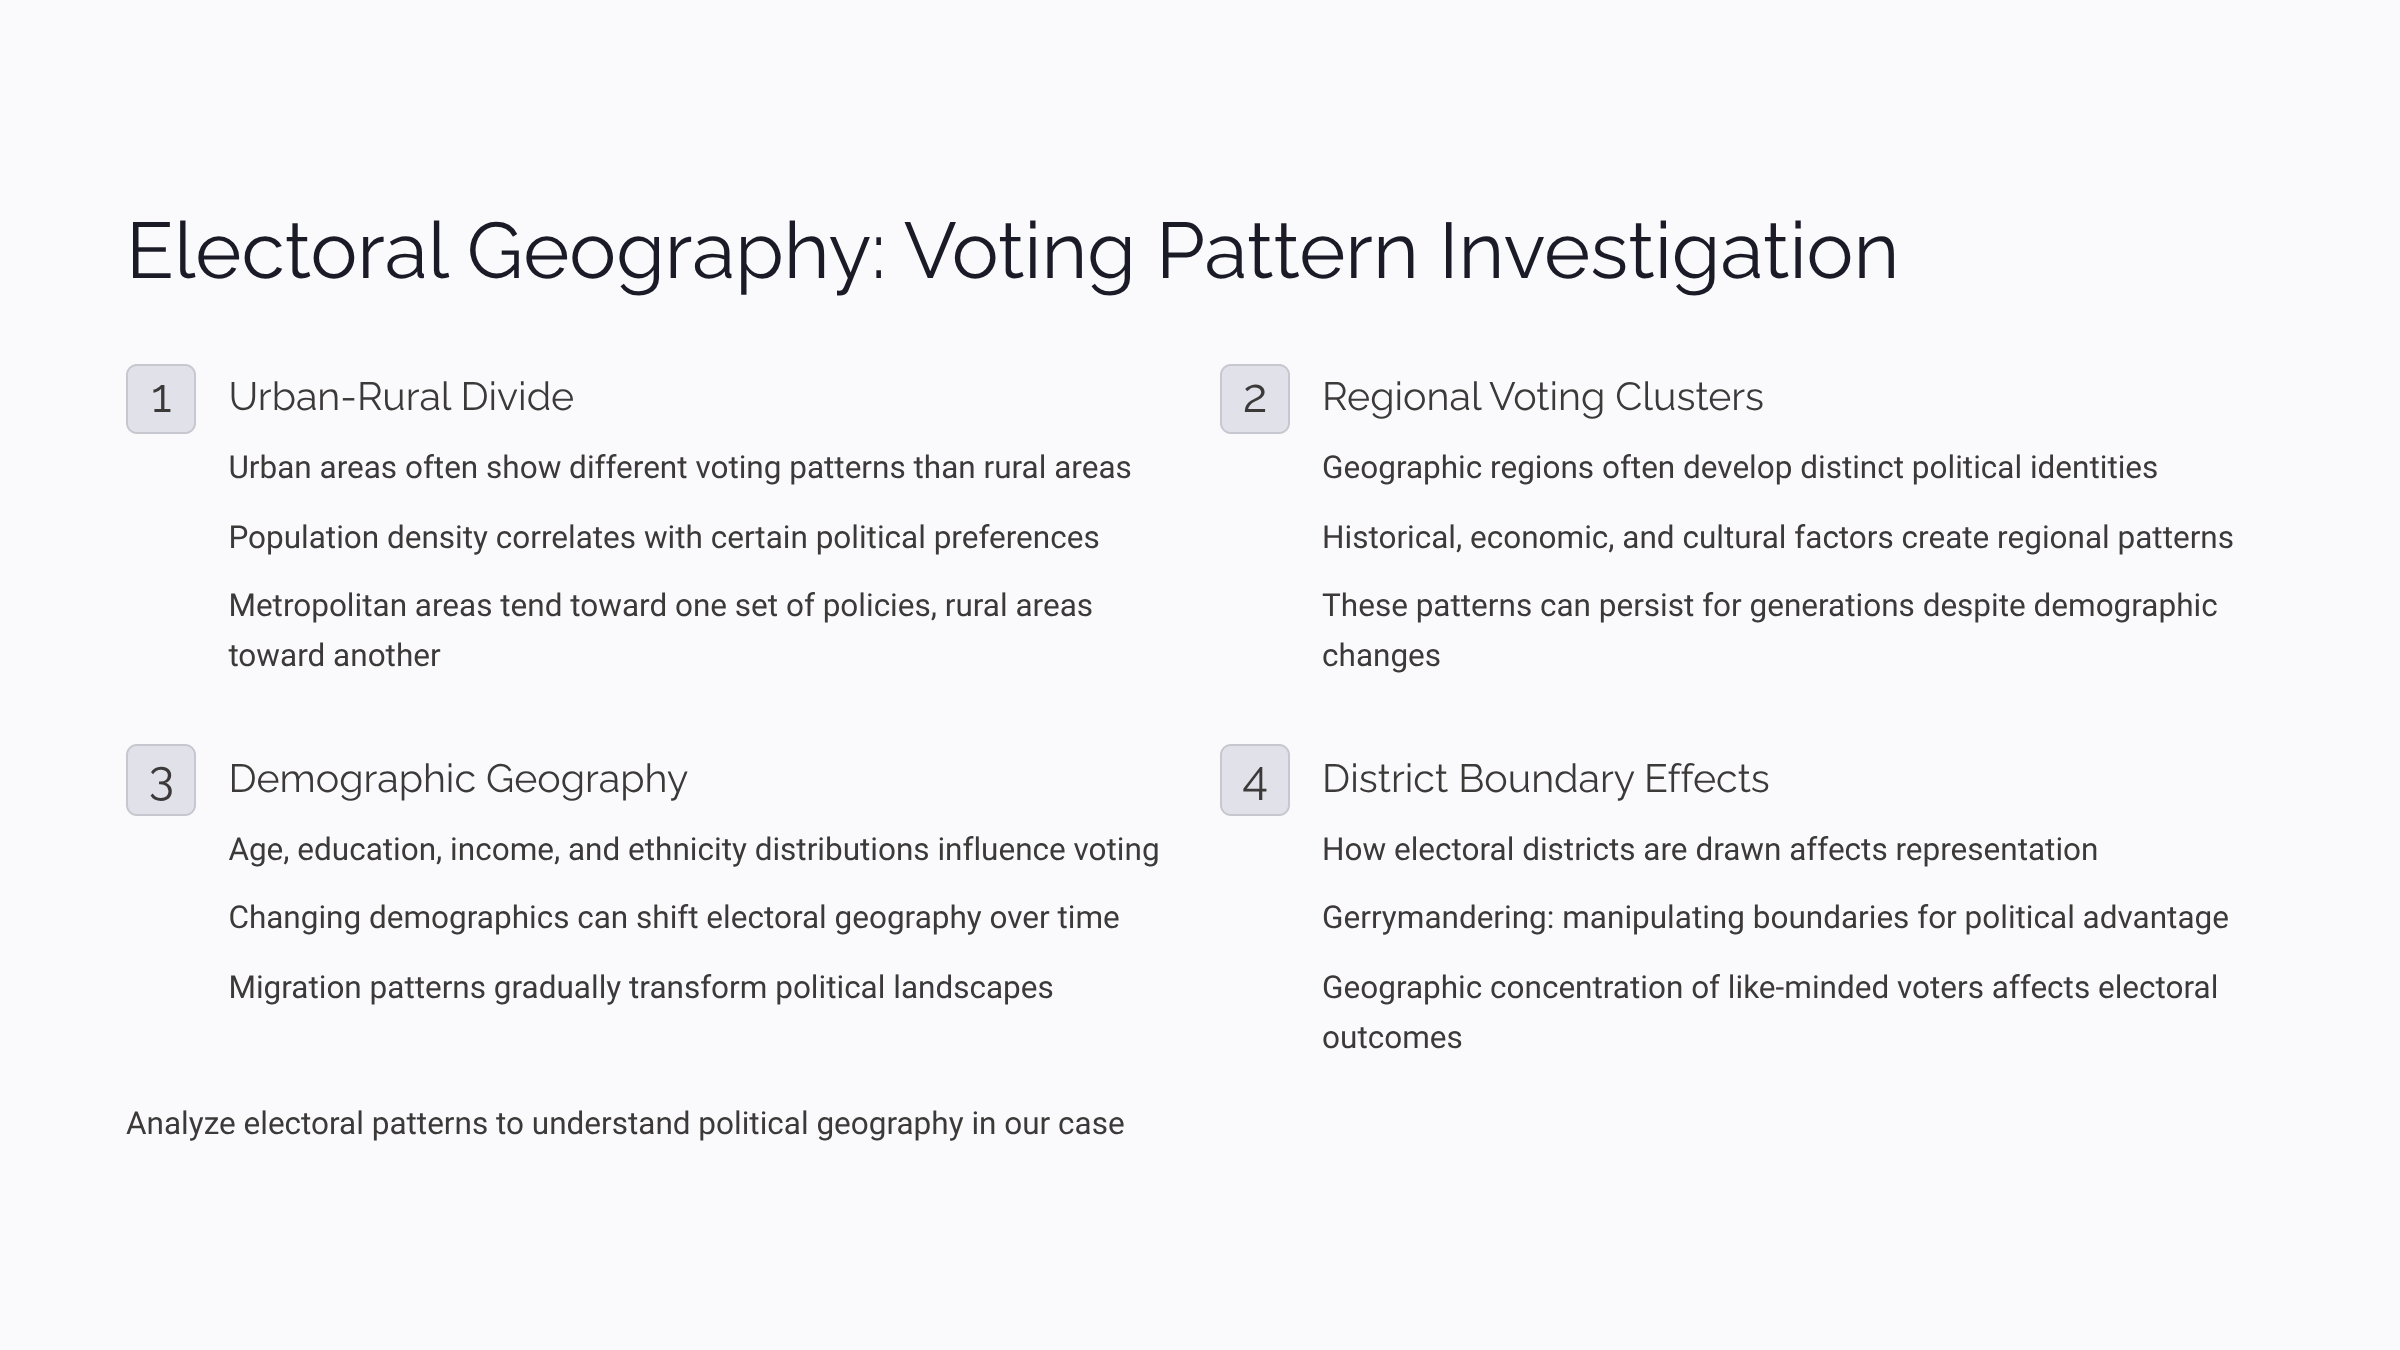 Electoral Geography: Voting Pattern Investigation
1
Urban-Rural Divide
Urban areas often show different voting patterns than rural areas
Population density correlates with certain political preferences
Metropolitan areas tend toward one set of policies, rural areas
toward another
2
Regional Voting Clusters
Geographic regions often develop distinct political identities
Historical, economic, and cultural factors create regional patterns
These patterns can persist for generations despite demographic
changes
3
Demographic Geography
Age, education, income, and ethnicity distributions influence voting
Changing demographics can shift electoral geography over time
Migration patterns gradually transform political landscapes
4
District Boundary Effects
How electoral districts are drawn affects representation
Gerrymandering: manipulating boundaries for political advantage
Geographic concentration of like-minded voters affects electoral
outcomes
Analyze electoral patterns to understand political geography in our case